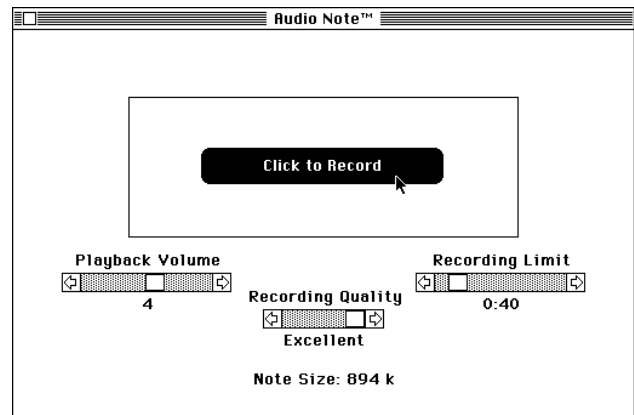 Audio Note™
Click to Record
Playback Volume
4
Recording Quality
Excellent
Recording Limit
0:40
Note Size: 894 k